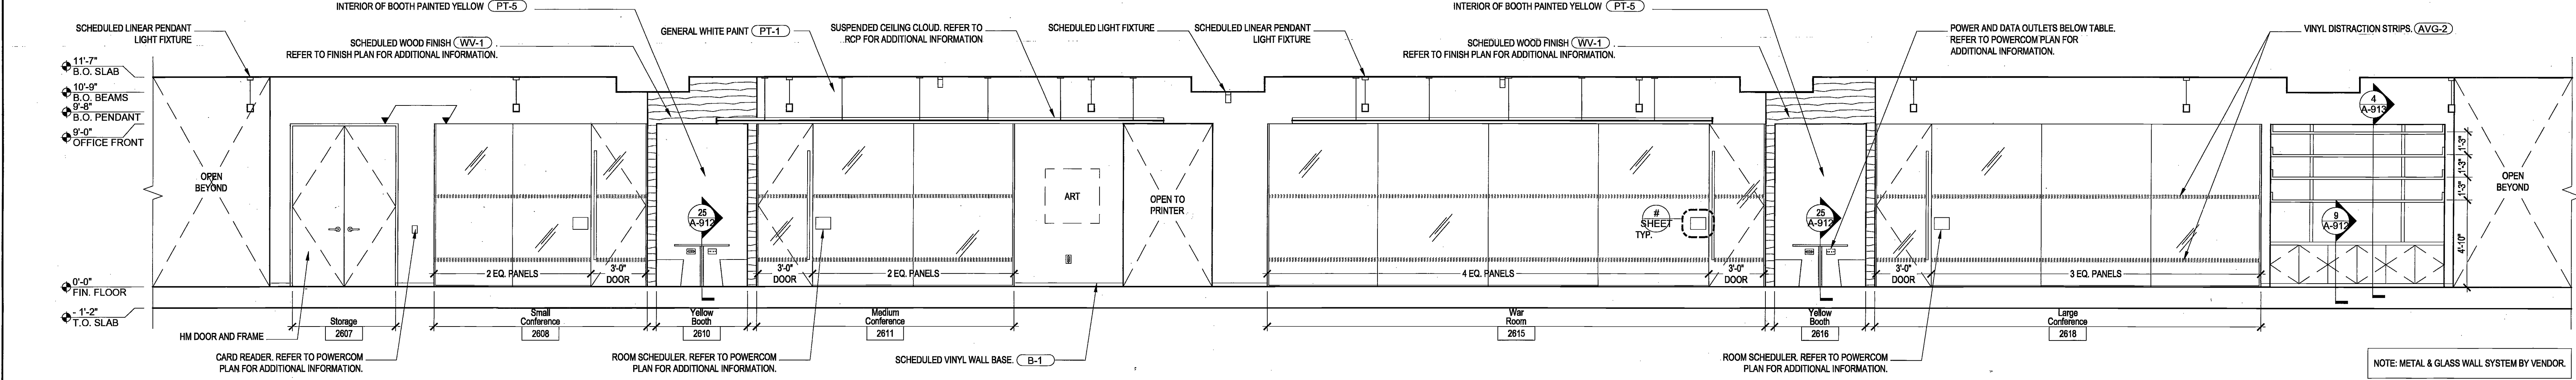 INTERIOR OF BOOTH PAINTED YELLOW PT-5
INTERIOR OF BOOTH PAINTED YELLOW PT-5
SCHEDULED LINEAR PENDANT
LIGHT FIXTURE
SCHEDULED WOOD FINISH WV-1
REFER TO FINISH PLAN FOR ADDITIONAL INFORMATION.
GENERAL WHITE PAINT PT-1
SUSPENDED CEILING CLOUD. REFER TO
RCP FOR ADDITIONAL INFORMATION
SCHEDULED LIGHT FIXTURE
SCHEDULED LINEAR PENDANT
LIGHT FIXTURE
SCHEDULED WOOD FINISH WV-1
REFER TO FINISH PLAN FOR ADDITIONAL INFORMATION.
POWER AND DATA OUTLETS BELOW TABLE.
REFER TO POWERCOM PLAN FOR
ADDITIONAL INFORMATION.
VINYL DISTRACTION STRIPS. AVG-2
11'-7"
B.O. SLAB
10'-9"
B.O. BEAMS
9'-8"
B.O. PENDANT
9'-0"
OFFICE FRONT
0'-0"
FIN. FLOOR
- 1'-2"
T.O. SLAB
OPEN
BEYOND
2 EQ. PANELS
3'-0"
DOOR
25
A-912
3'-0"
DOOR
2 EQ. PANELS
ART
OPEN TO
PRINTER
4 EQ. PANELS
#
SHEET
TYP.
3'-0"
DOOR
25
A-912
3'-0"
DOOR
3 EQ. PANELS
4
A-913
9
A-912
1'-3"
1'-3"
1'-3"
4'-10"
OPEN
BEYOND
Storage
2607
Small
Conference
2608
Yellow
Booth
2610
Medium
Conference
2611
War
Room
2615
Yellow
Booth
2616
Large
Conference
2618
HM DOOR AND FRAME
CARD READER. REFER TO POWERCOM
PLAN FOR ADDITIONAL INFORMATION.
ROOM SCHEDULER. REFER TO POWERCOM
PLAN FOR ADDITIONAL INFORMATION.
SCHEDULED VINYL WALL BASE. B-1
ROOM SCHEDULER. REFER TO POWERCOM
PLAN FOR ADDITIONAL INFORMATION.
NOTE: METAL & GLASS WALL SYSTEM BY VENDOR.